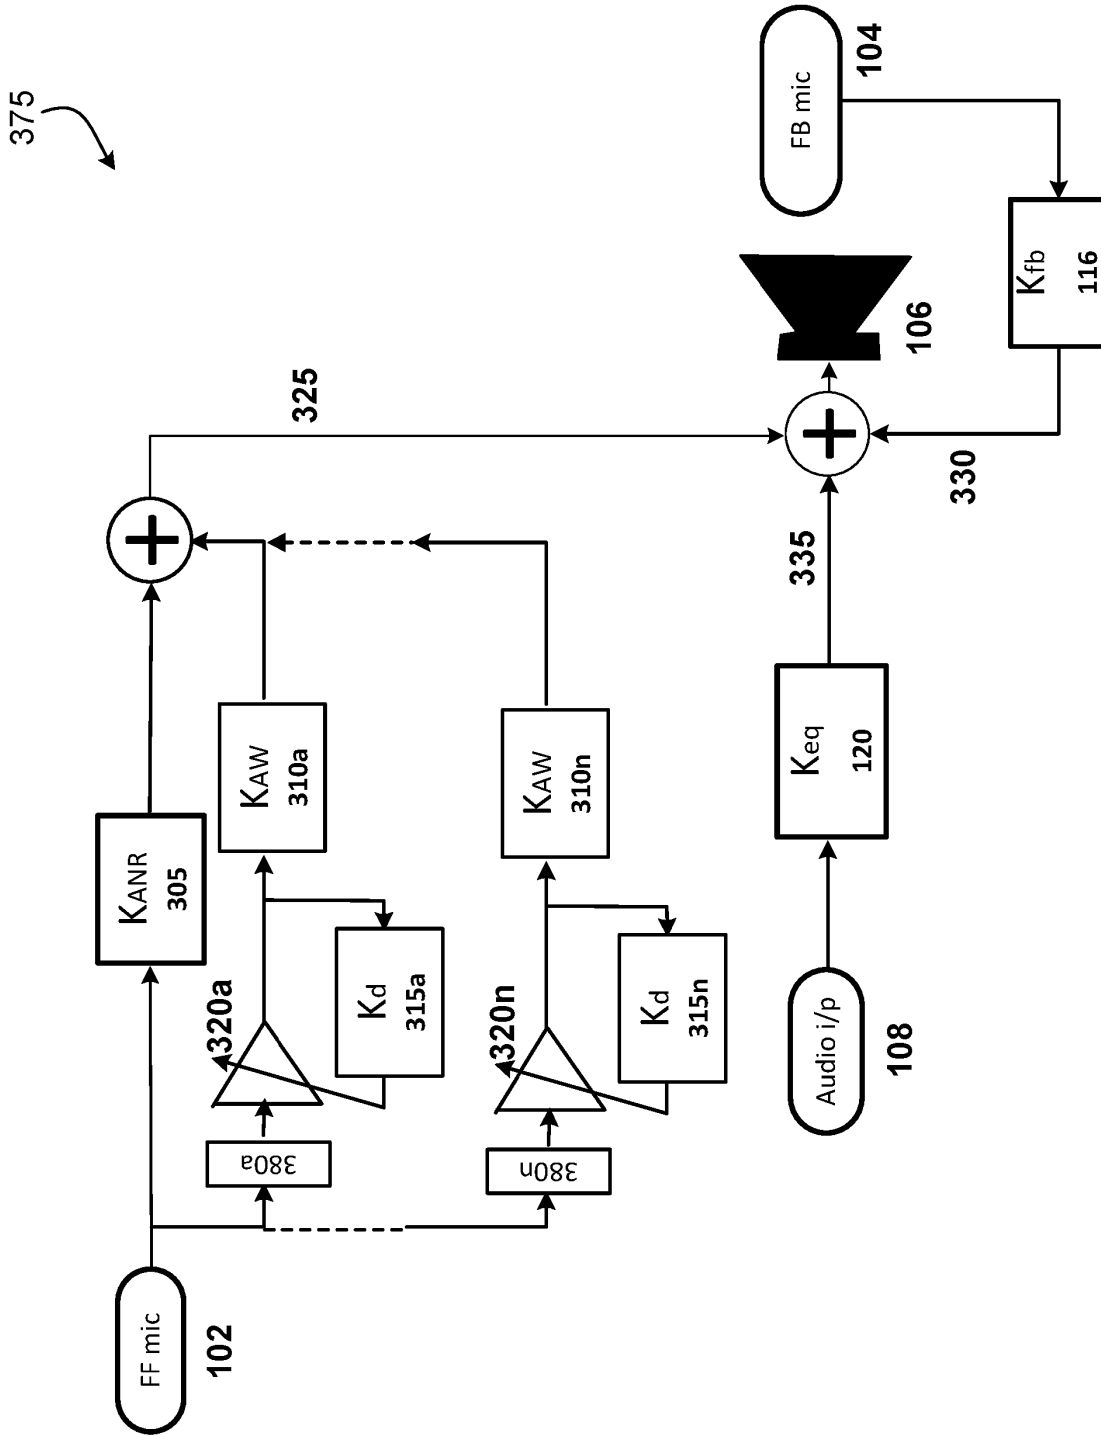 375
FF mic
102
KANR
305
380a
320a
Kd
315a
KAW
310a
380n
320n
Kd
315n
KAW
310n
325
Audio i/p
108
Keq
120
335
330
106
FB mic
104
Kfb
116